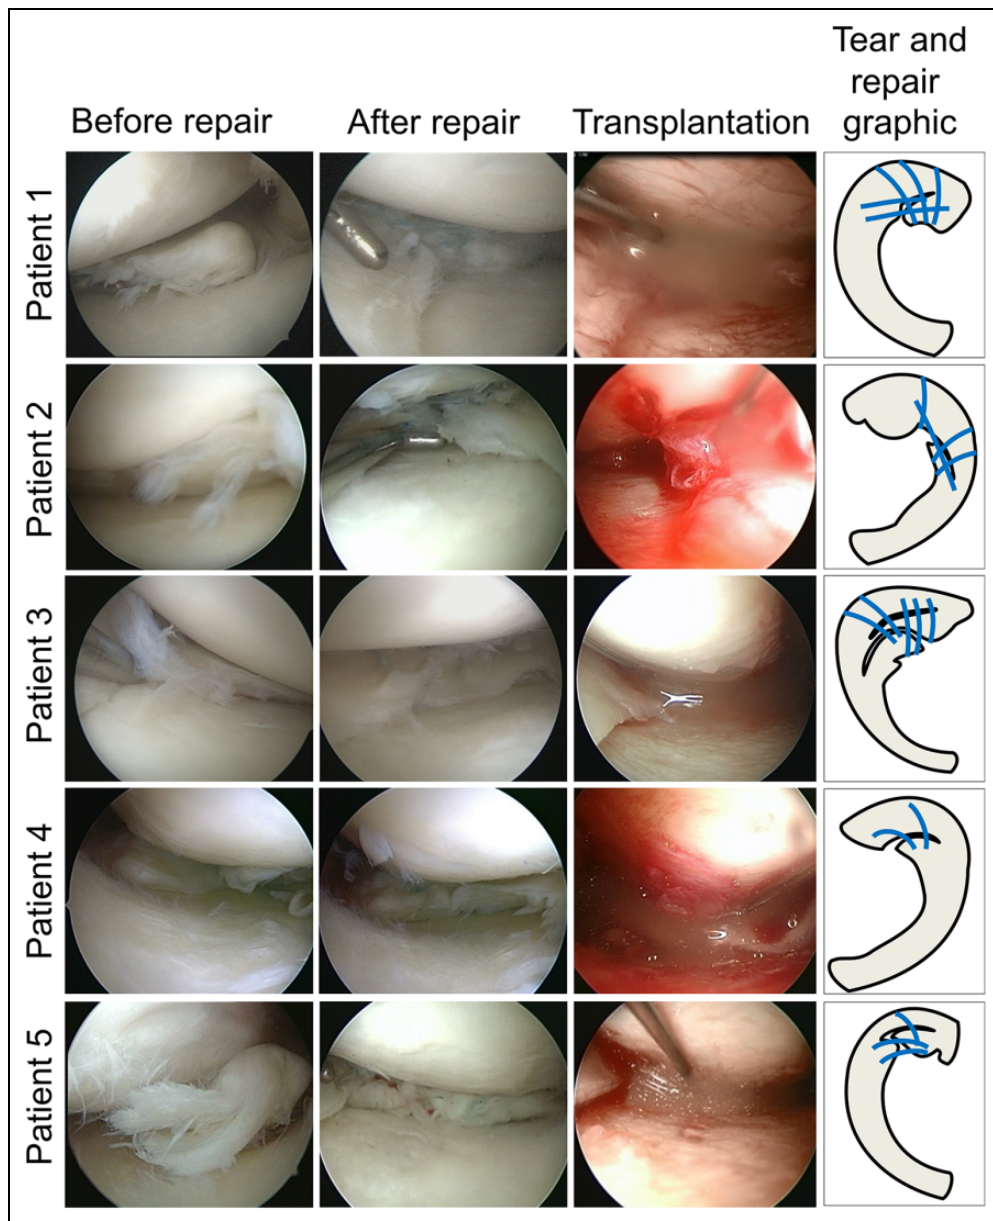 Tear and
repair
graphic
Before repair
After repair
Transplantation
Patient 1
Patient 2
Patient 3
Patient 4
Patient 5